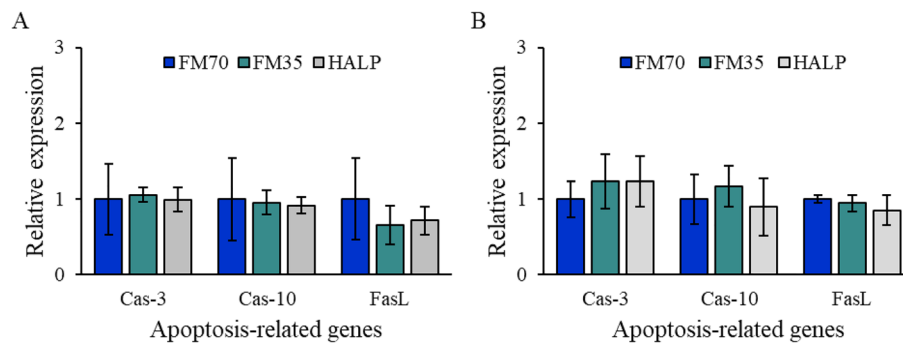 A
3
2
1
0
Relative expression
FM70 FM35 HALP
Cas-3 Cas-10 FasL
Apoptosis-related genes
B
3
2
1
0
Relative expression
FM70 FM35 HALP
Cas-3 Cas-10 FasL
Apoptosis-related genes